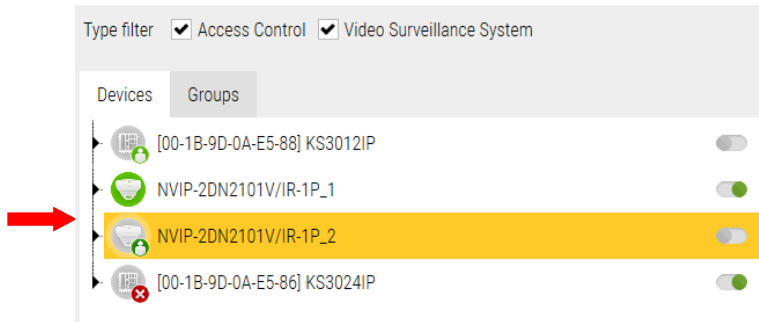 Type filter Access Control Video Surveillance System
Devices Groups
[00-1B-9D-0A-E5-88] KS3012IP
NVIP-2DN2101V/IR-1P_1
NVIP-2DN2101V/IR-1P_2
[00-1B-9D-0A-E5-86] KS3024IP